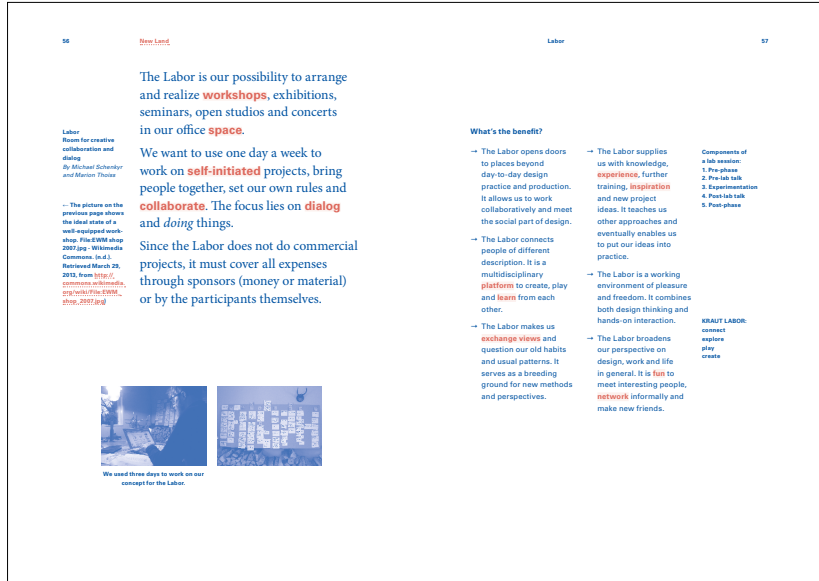 56
New Land
Labor
57
The Labor is our possibility to arrange
and realize workshops, exhibitions,
seminars, open studios and concerts
in our office space.
We want to use one day a week to
work on self-initiated projects, bring
people together, set our own rules and
collaborate. The focus lies on dialog
and doing things.
Since the Labor does not do commercial
projects, it must cover all expenses
through sponsors (money or material)
or by the participants themselves.
Labor
Room for creative
collaboration and
dialog
By Michael Schenkyr
and Marion Thoiss
← The picture on the
previous page shows
the ideal state of a
well-equipped work-
shop. File:EWM shop
2007.jpg - Wikimedia
Commons. (n.d.).
Retrieved March 29,
2013, from http://
commons.wikimedia.
org/wiki/File:EWM_
shop_2007.jpg)
We used three days to work on our
concept for the Labor.
What's the benefit?
→ The Labor opens doors
to places beyond
day-to-day design
practice and production.
It allows us to work
collaboratively and meet
the social part of design.
→ The Labor connects
people of different
description. It is a
multidisciplinary
platform to create, play
and learn from each
other.
→ The Labor makes us
exchange views and
question our old habits
and usual patterns. It
serves as a breeding
ground for new methods
and perspectives.
→ The Labor supplies
us with knowledge,
experience, further
training, inspiration
and new project
ideas. It teaches us
other approaches and
eventually enables us
to put our ideas into
practice.
→ The Labor is a working
environment of pleasure
and freedom. It combines
both design thinking and
hands-on interaction.
→ The Labor broadens
our perspective on
design, work and life
in general. It is fun to
meet interesting people,
network informally and
make new friends.
Components of
a lab session:
1. Pre-phase
2. Pre-lab talk
3. Experimentation
4. Post-lab talk
5. Post-phase
KRAUT LABOR:
connect
explore
play
create